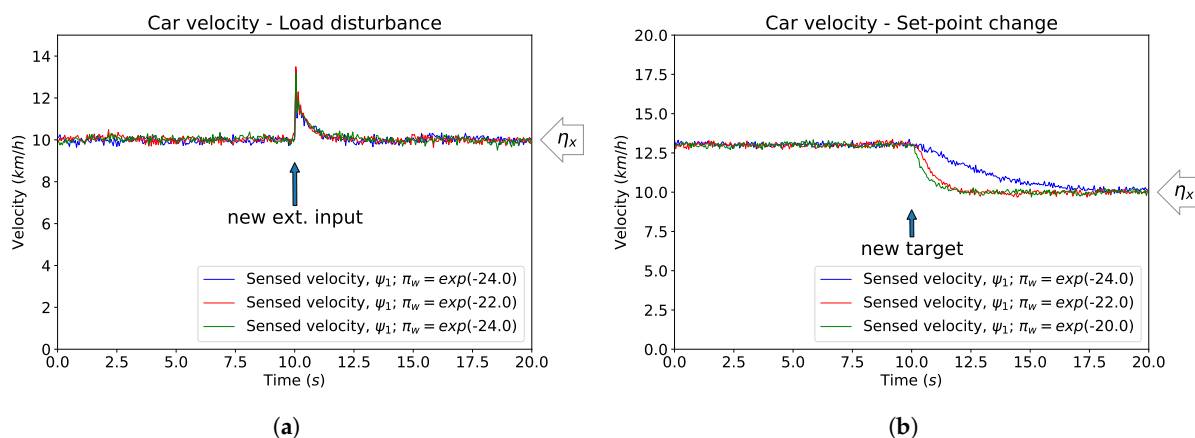 Car velocity - Load disturbance
14
12
10
8
6
4
2
0
0.0 2.5 5.0 7.5 10.0 12.5 15.0 17.5 20.0
Velocity (km/h)
Time (s)
new ext. input
ηx
Sensed velocity, ψ1; πw = exp(-24.0)
Sensed velocity, ψ1; πw = exp(-22.0)
Sensed velocity, ψ1; πw = exp(-24.0)
(a)
Car velocity - Set-point change
20.0
17.5
15.0
12.5
10.0
7.5
5.0
2.5
0.0
0.0 2.5 5.0 7.5 10.0 12.5 15.0 17.5 20.0
Velocity (km/h)
Time (s)
new target
ηx
Sensed velocity, ψ1; πw = exp(-24.0)
Sensed velocity, ψ1; πw = exp(-22.0)
Sensed velocity, ψ1; πw = exp(-20.0)
(b)